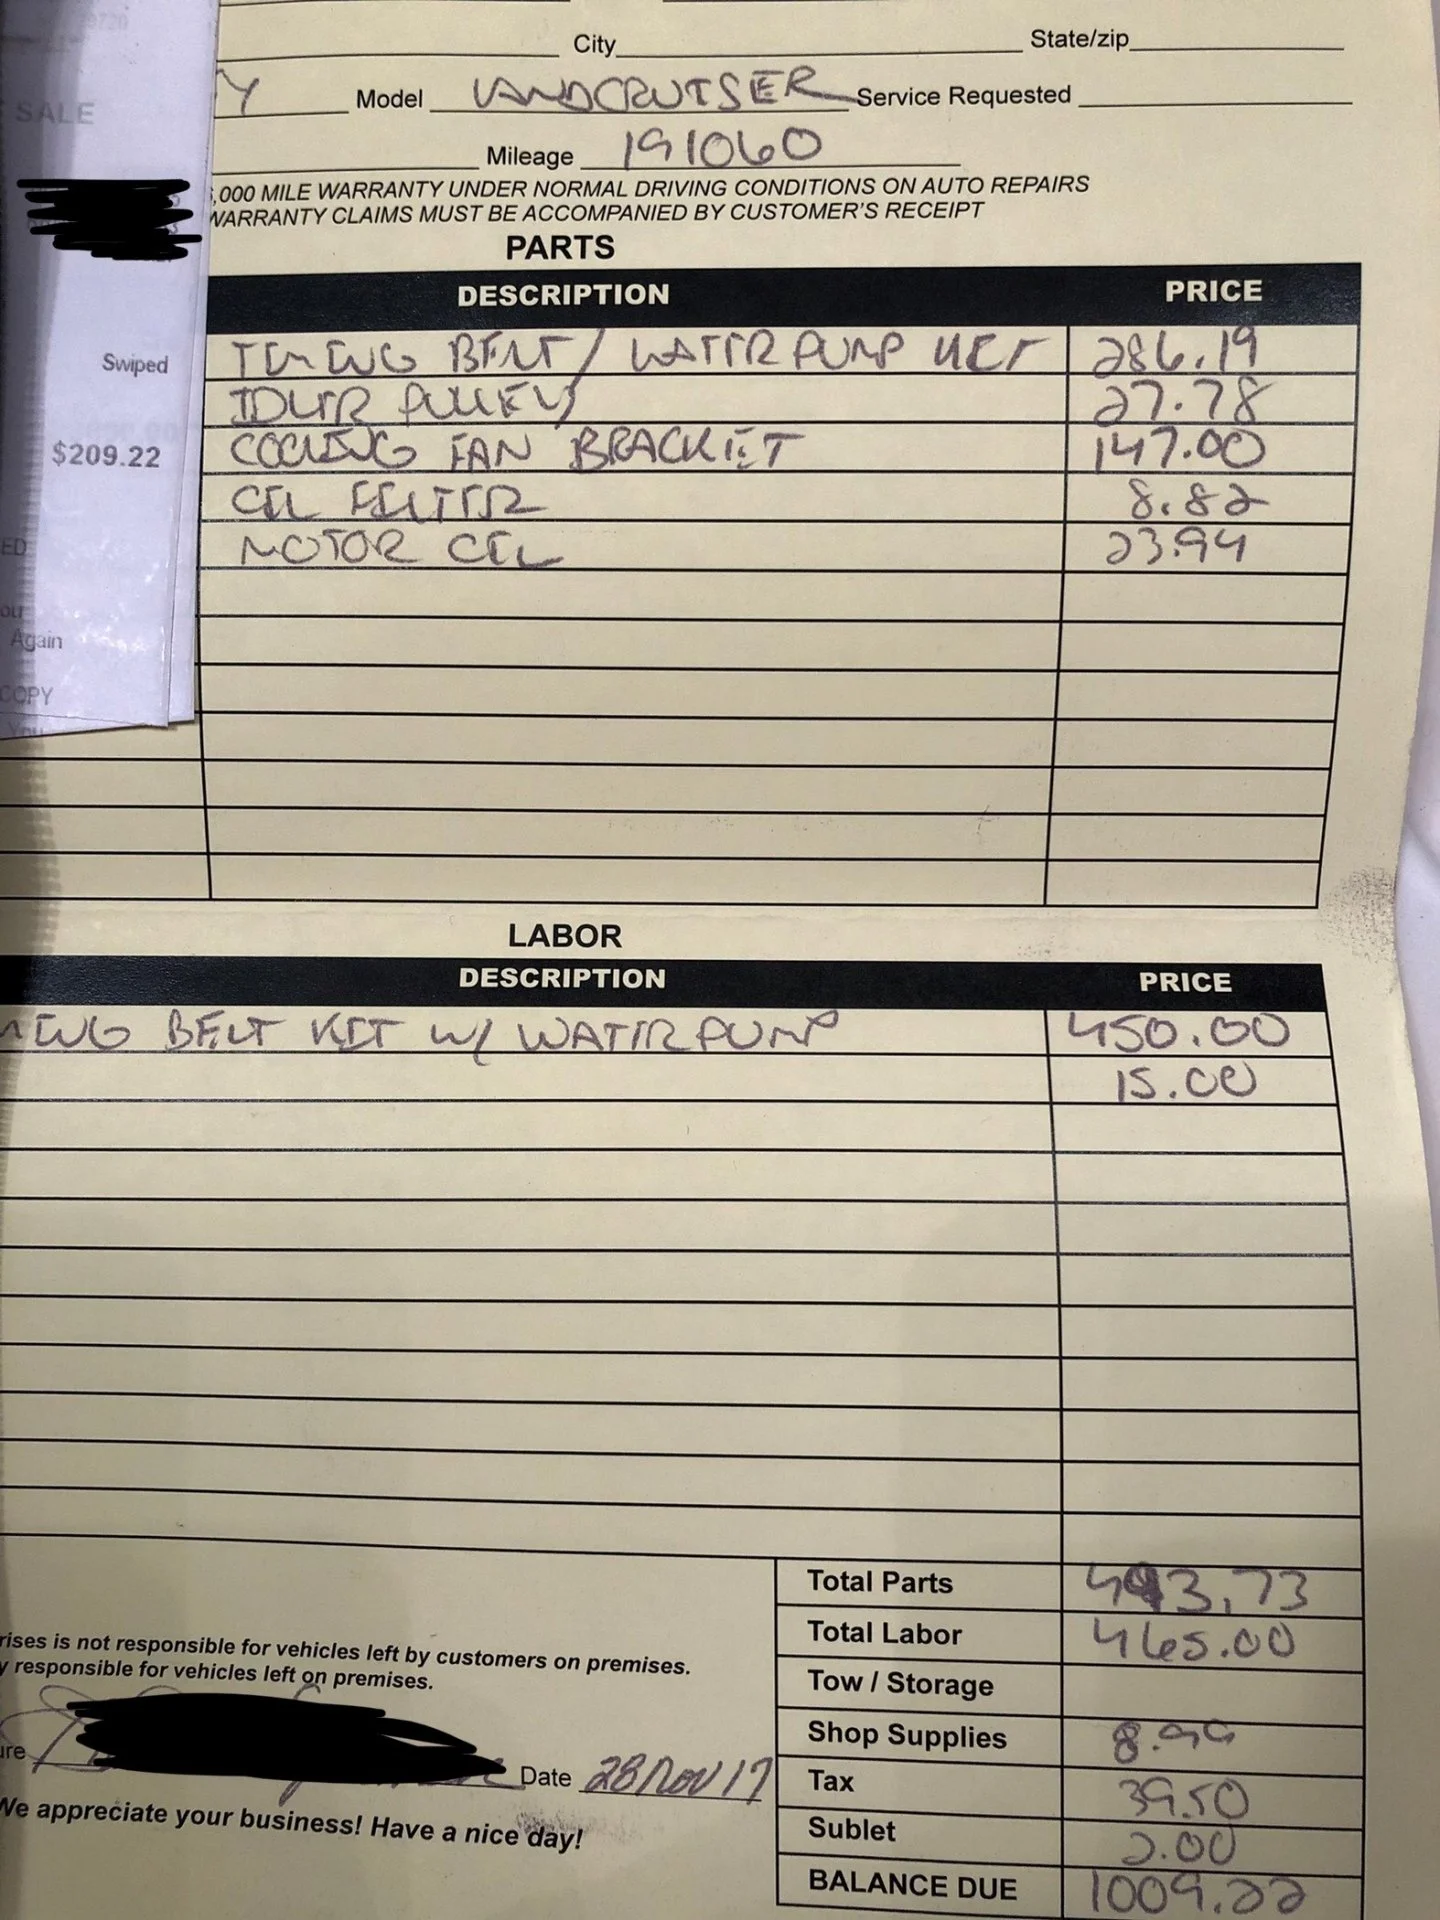 City State/zip
Y Model LANDCRUISER Service Requested
SALE
Mileage 191060
,000 MILE WARRANTY UNDER NORMAL DRIVING CONDITIONS ON AUTO REPAIRS
WARRANTY CLAIMS MUST BE ACCOMPANIED BY CUSTOMER'S RECEIPT
PARTS
DESCRIPTION PRICE
Swiped
TIMING BELT/ WATER PUMP KIT 286.19
IDLER PULLEY 27.78
$209.22
COOLING FAN BRACKET 147.00
OIL FILTER 8.82
ED
MOTOR OIL 23.94
ou
Again
COPY
You
LABOR
DESCRIPTION PRICE
MING BELT KIT W/ WATER PUMP 450.00
15.00
Total Parts 493.73
Total Labor 465.00
rises is not responsible for vehicles left by customers on premises.
y responsible for vehicles left on premises.
Tow / Storage
Shop Supplies 8.99
ure Date 28 NOV 17
Tax 39.50
We appreciate your business! Have a nice day!
Sublet 2.00
BALANCE DUE 1009.22